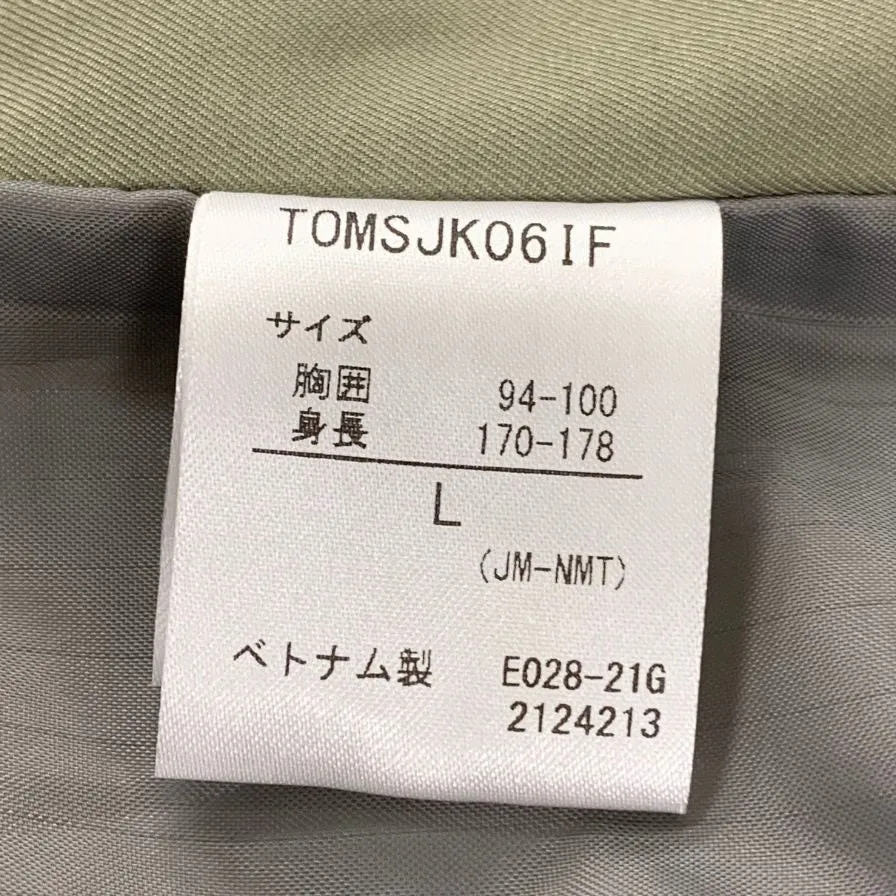 TOMSJK06IF
サイズ
胸囲 94-100
身長 170-178
L
(JM-NMT)
ベトナム製 E028-21G
2124213